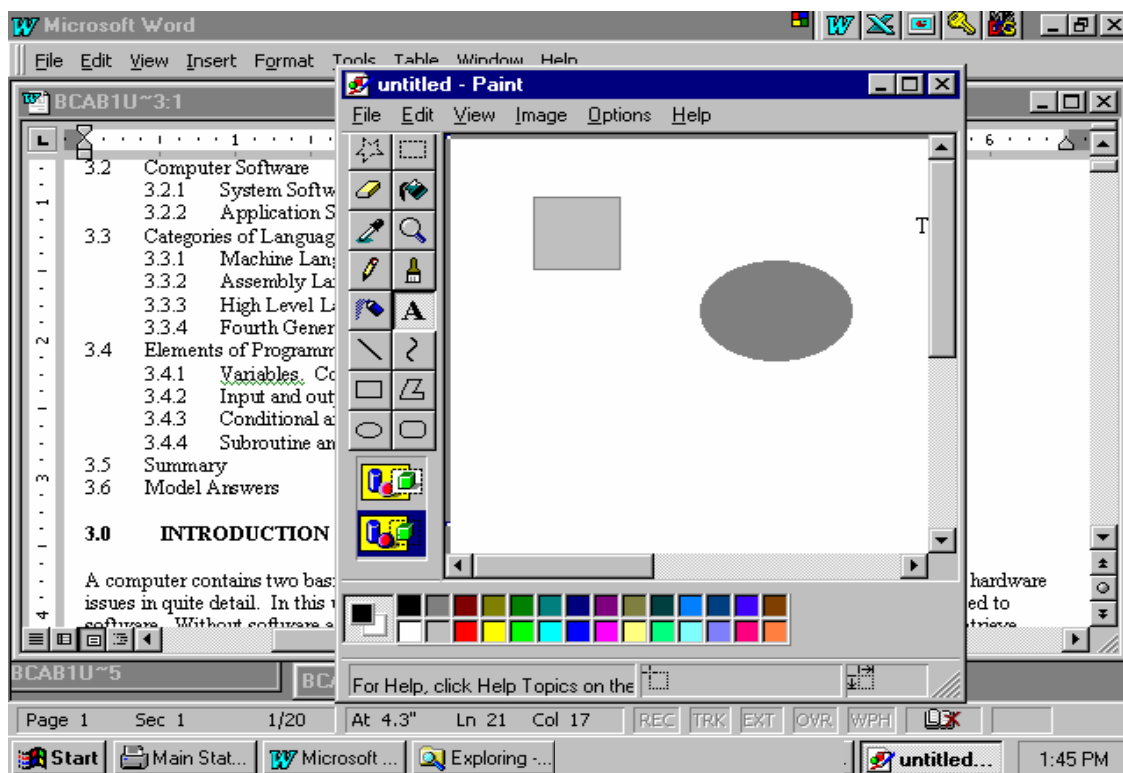 Microsoft Word
File Edit View Insert Format Tools Table Window Help
BCAB1U~3:1
untitled - Paint
File Edit View Image Options Help
1 6
3.2 Computer Software
3.2.1 System Softw
3.2.2 Application S
3.3 Categories of Languag
3.3.1 Machine Lang
3.3.2 Assembly La
3.3.3 High Level L
3.3.4 Fourth Gener
3.4 Elements of Programm
3.4.1 Variables, Co
3.4.2 Input and out
3.4.3 Conditional a
3.4.4 Subroutine an
3.5 Summary
3.6 Model Answers
T
A
3.0 INTRODUCTION
A computer contains two bas hardware
issues in quite detail. In this ed to
software. Without software a trieve
BCAB1U~5
BCA
For Help, click Help Topics on the
Page 1 Sec 1 1/20 At 4.3" Ln 21 Col 17 REC TRK EXT OVR WPH
Start Main Stat... Microsoft ... Exploring -... untitled... 1:45 PM